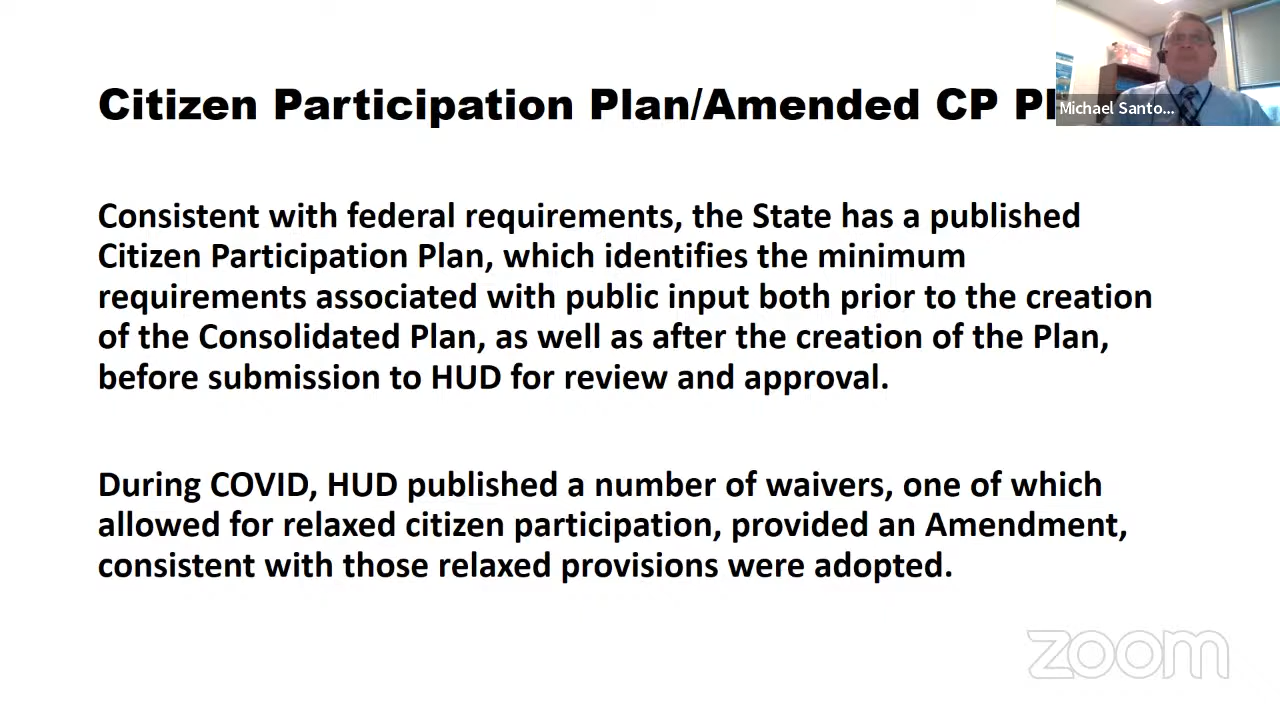 Citizen Participation Plan/Amended CP Pl
Michael Santo...
Consistent with federal requirements, the State has a published
Citizen Participation Plan, which identifies the minimum
requirements associated with public input both prior to the creation
of the Consolidated Plan, as well as after the creation of the Plan,
before submission to HUD for review and approval.
During COVID, HUD published a number of waivers, one of which
allowed for relaxed citizen participation, provided an Amendment,
consistent with those relaxed provisions were adopted.
zoom